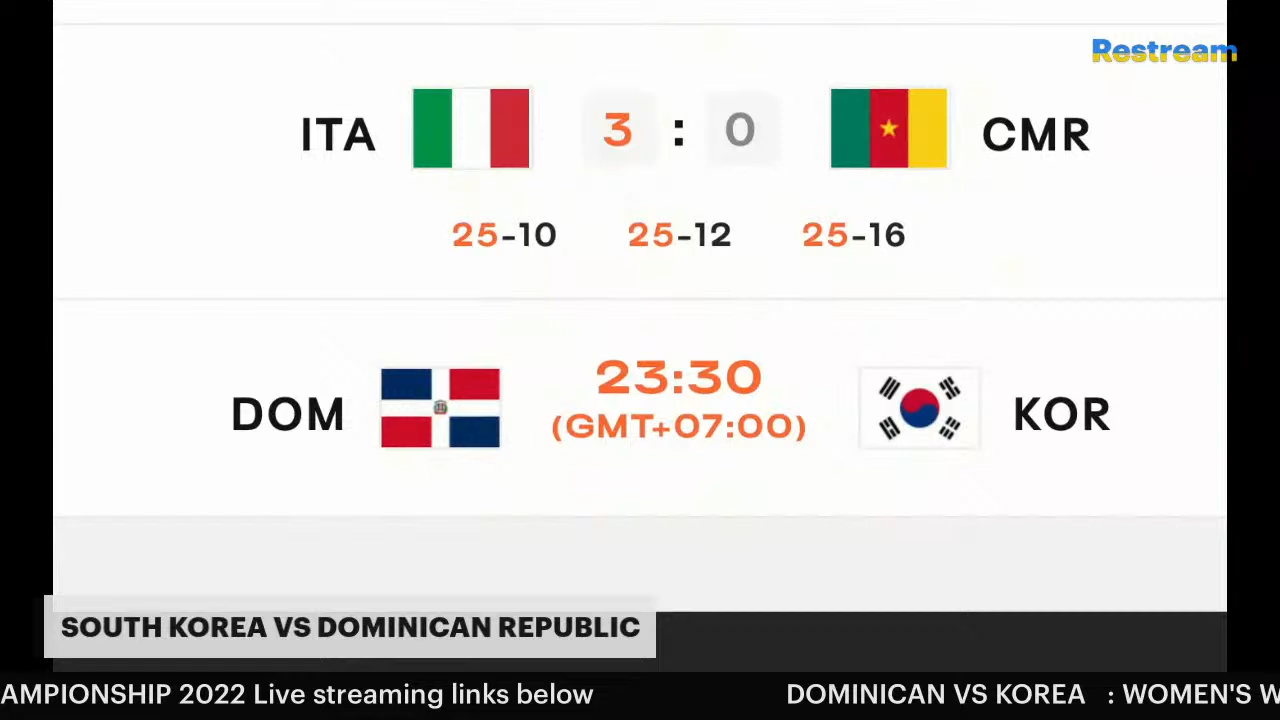 Restream
ITA 3 : 0 CMR
25-10 25-12 25-16
DOM 23:30 KOR
(GMT+07:00)
SOUTH KOREA VS DOMINICAN REPUBLIC
AMPIONSHIP 2022 Live streaming links below DOMINICAN VS KOREA : WOMEN'S W